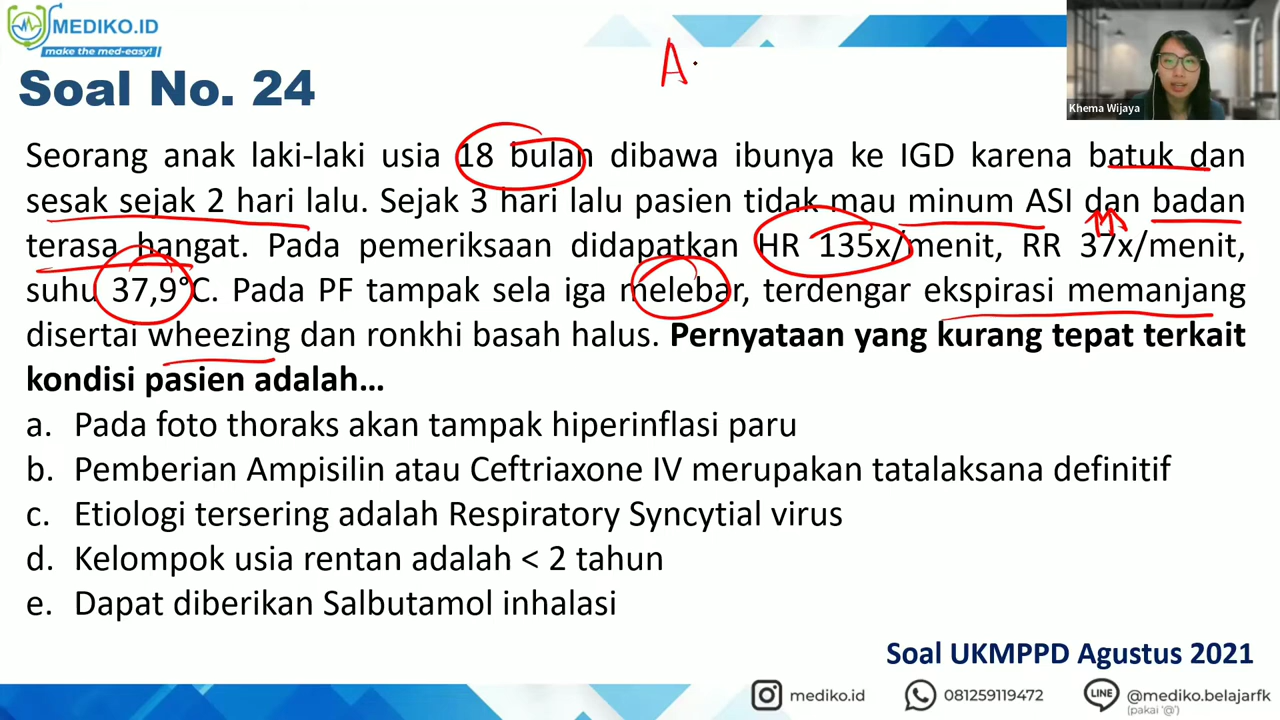 MEDIKO.ID
make the med-easy!
A
Khema Wijaya
Soal No. 24
Seorang anak laki-laki usia 18 bulan dibawa ibunya ke IGD karena batuk dan
sesak sejak 2 hari lalu. Sejak 3 hari lalu pasien tidak mau minum ASI dan badan
terasa hangat. Pada pemeriksaan didapatkan HR 135x/menit, RR 37x/menit,
suhu 37,9°C. Pada PF tampak sela iga melebar, terdengar ekspirasi memanjang
disertai wheezing dan ronkhi basah halus. Pernyataan yang kurang tepat terkait
kondisi pasien adalah...
a. Pada foto thoraks akan tampak hiperinflasi paru
b. Pemberian Ampisilin atau Ceftriaxone IV merupakan tatalaksana definitif
c. Etiologi tersering adalah Respiratory Syncytial virus
d. Kelompok usia rentan adalah < 2 tahun
e. Dapat diberikan Salbutamol inhalasi
Soal UKMPPD Agustus 2021
mediko.id
081259119472
LINE
@mediko.belajarfk
(pakai '@')